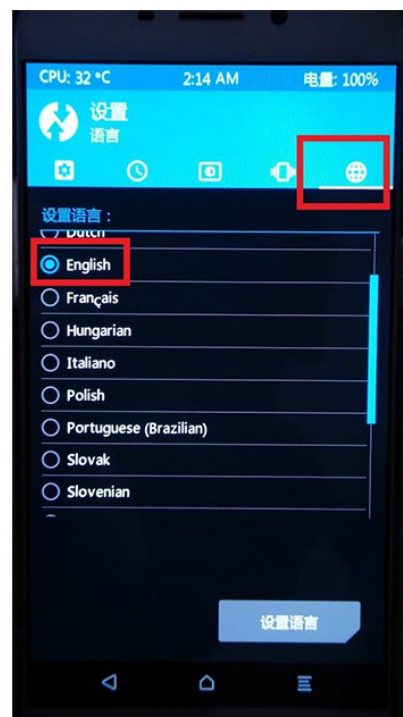 CPU: 32 °C 2:14 AM 电量: 100%
设置
语言
设置语言：
Dutch
English
Français
Hungarian
Italiano
Polish
Portuguese (Brazilian)
Slovak
Slovenian
设置语言